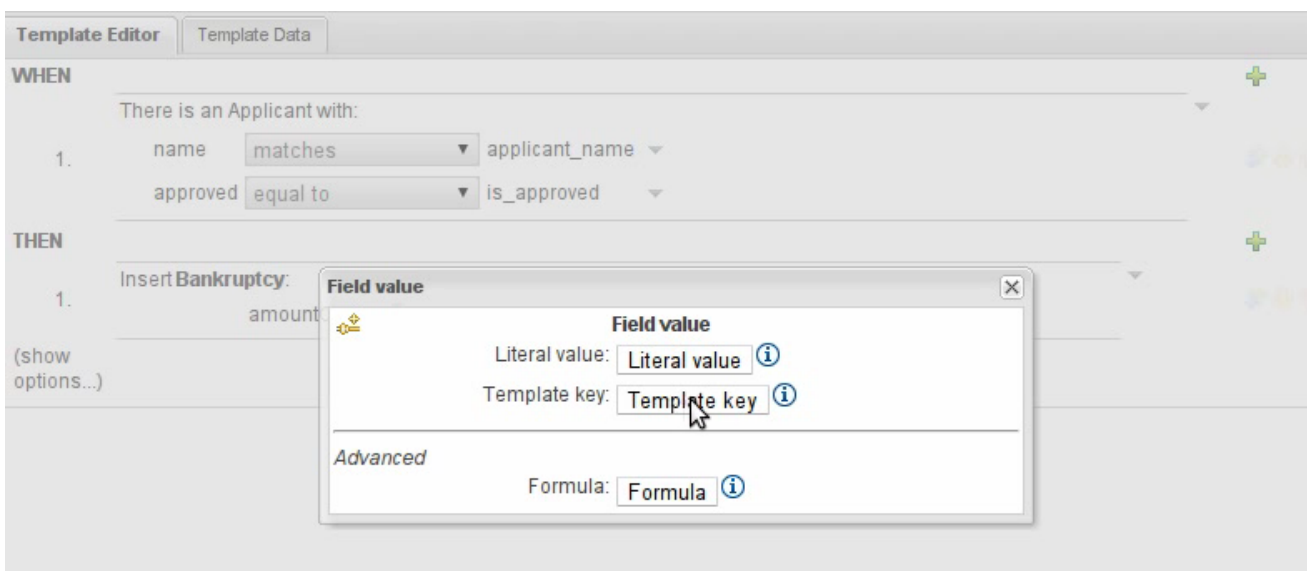 Template Editor Template Data
WHEN
There is an Applicant with:
1.
name matches applicant_name
approved equal to is_approved
THEN
Insert Bankruptcy:
1.
amount
(show
options...)
Field value
Field value
Literal value: Literal value
Template key: Template key
Advanced
Formula: Formula